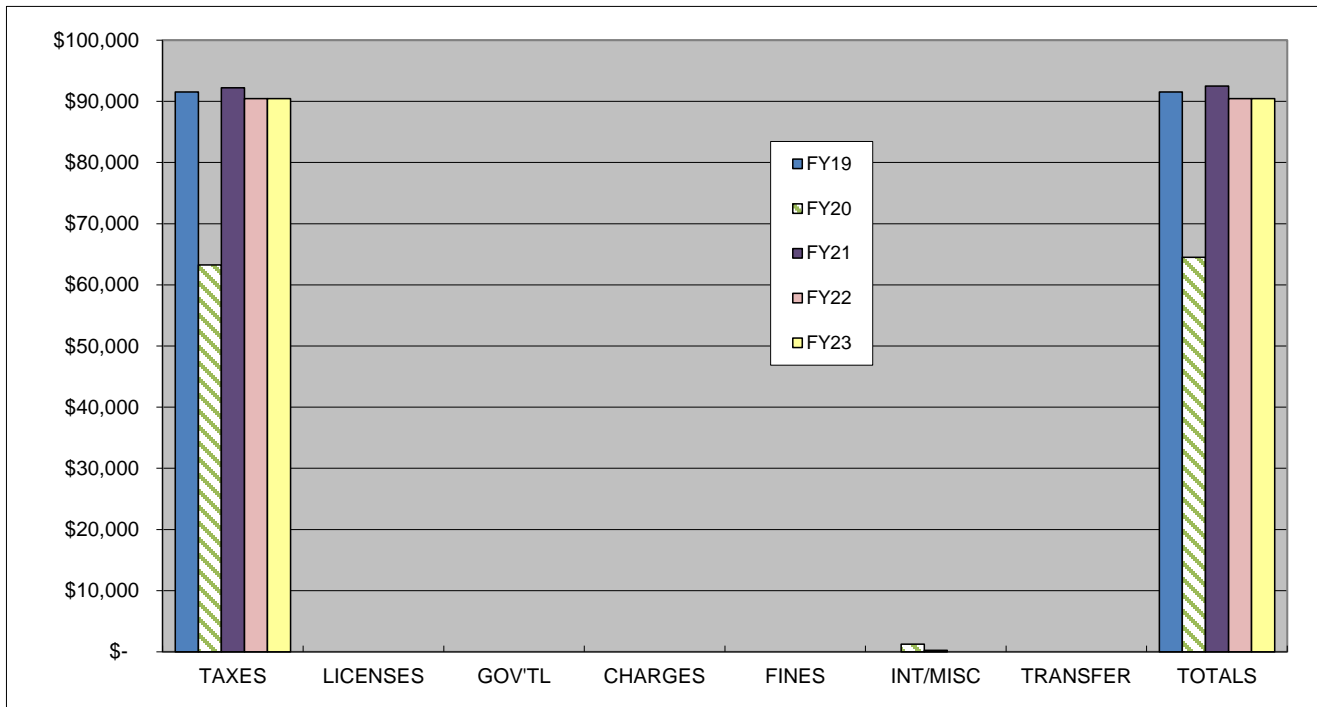 $100,000
$90,000
$80,000
$70,000
$60,000
$50,000
$40,000
$30,000
$20,000
$10,000
$-
FY19
FY20
FY21
FY22
FY23
TAXES LICENSES GOV'TL CHARGES FINES INT/MISC TRANSFER TOTALS